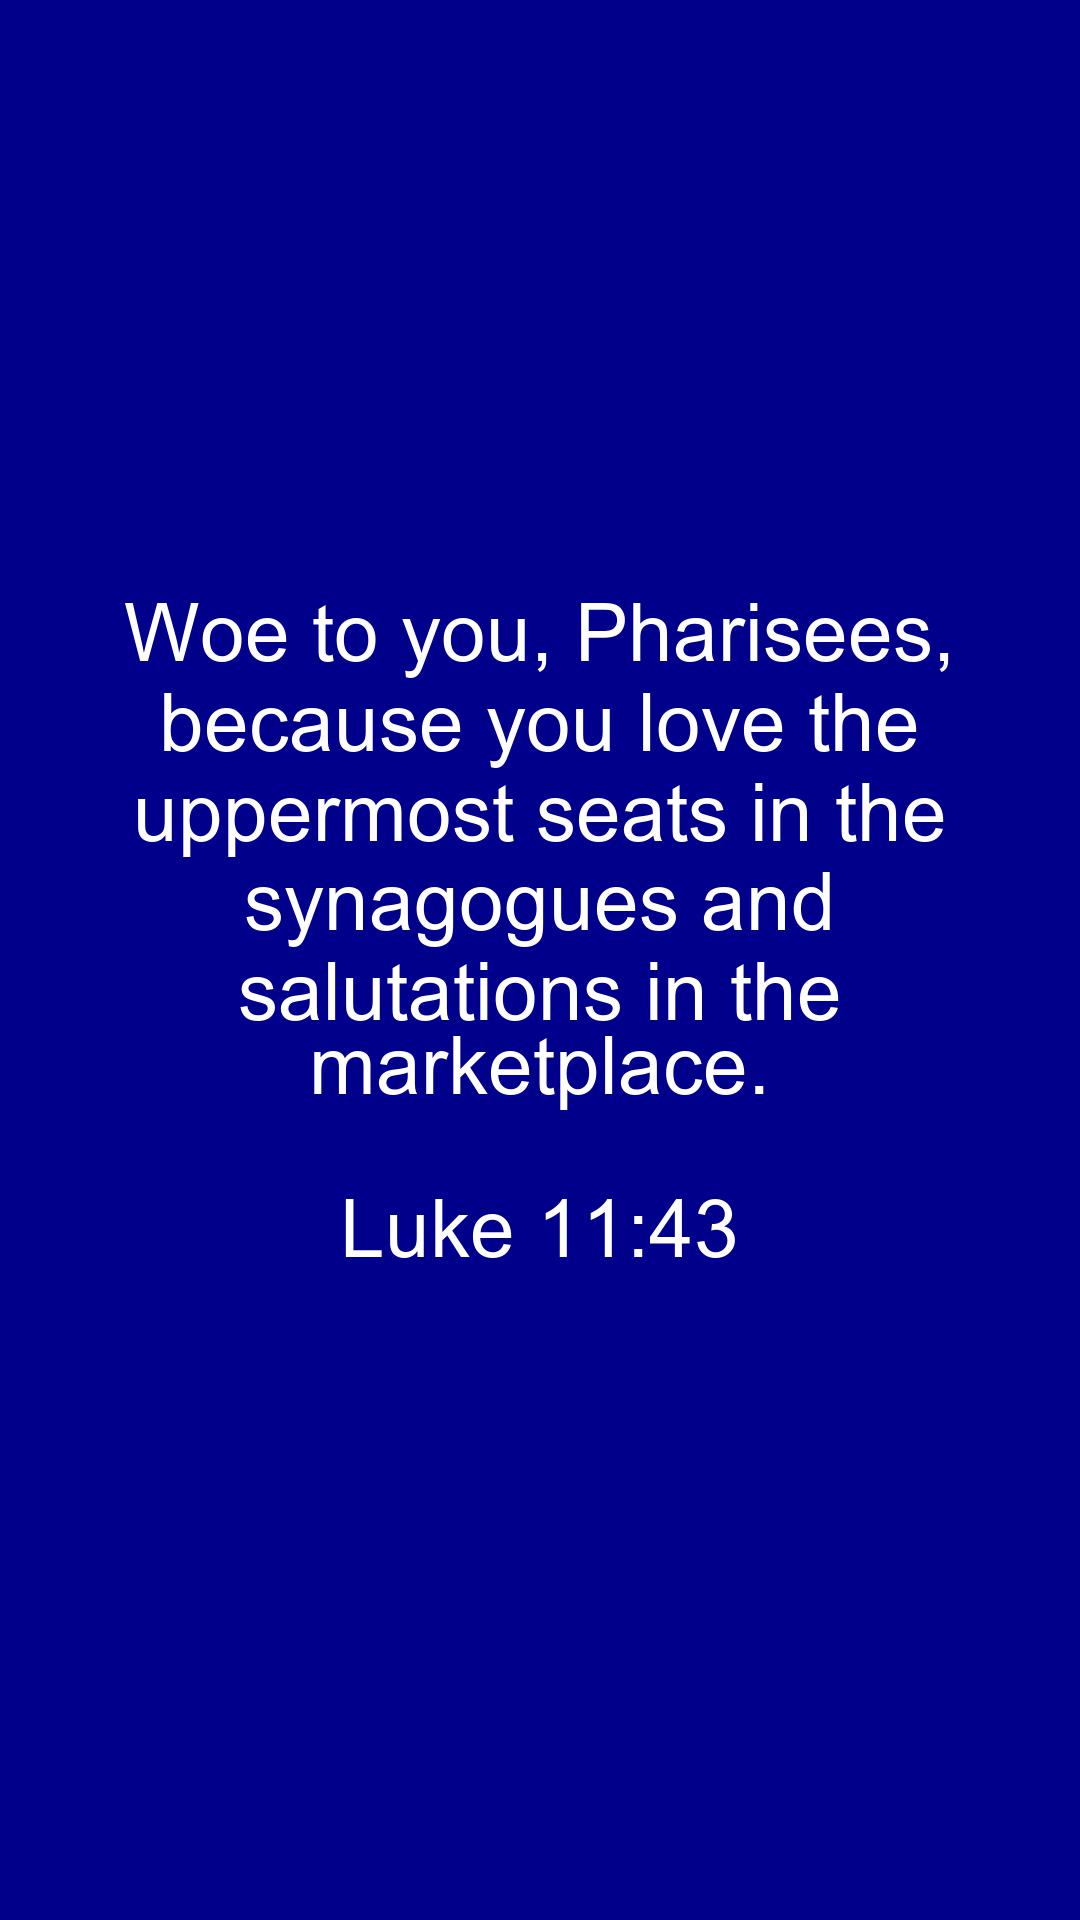 Woe to you, Pharisees,
because you love the
uppermost seats in the
synagogues and
salutations in the
marketplace.
Luke 11:43